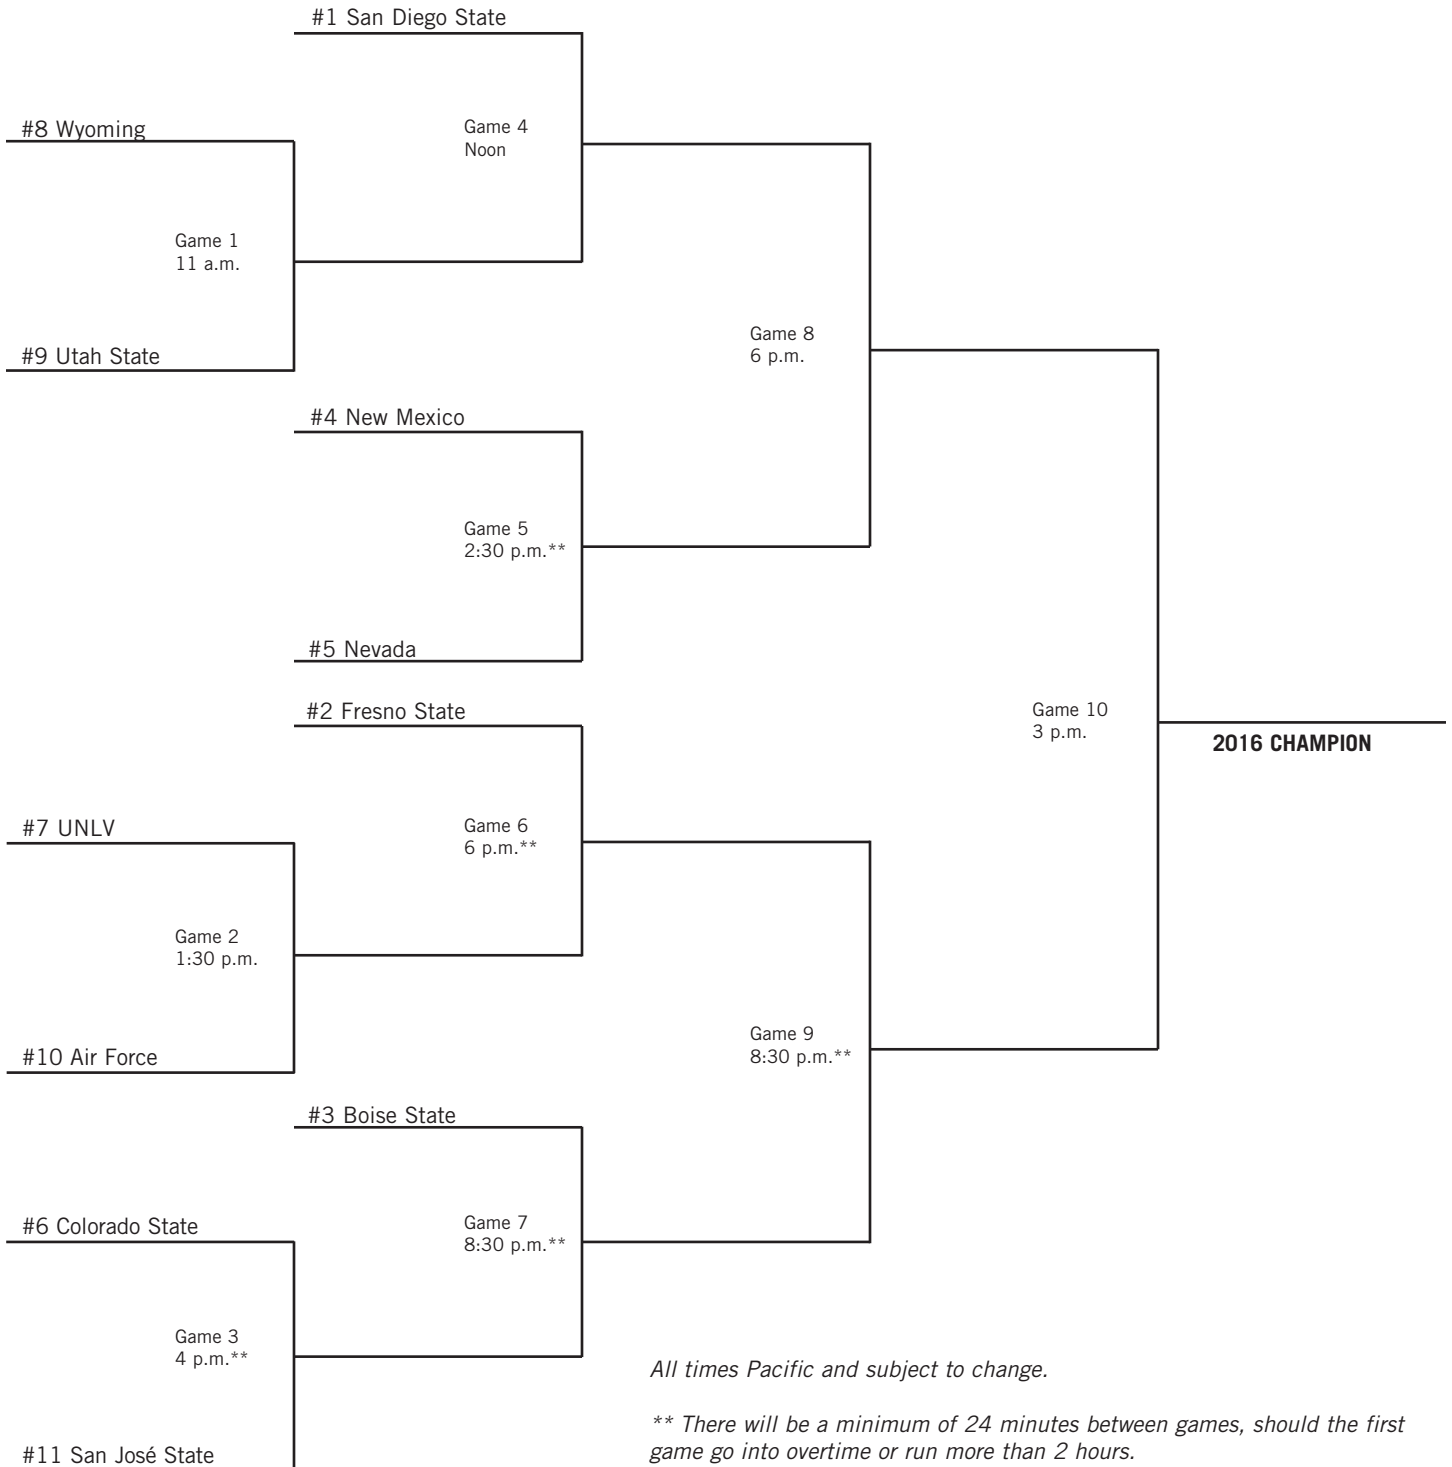 #1 San Diego State
#8 Wyoming
Game 4
Noon
Game 1
11 a.m.
#9 Utah State
Game 8
6 p.m.
#4 New Mexico
Game 5
2:30 p.m.**
#5 Nevada
#2 Fresno State
Game 10
3 p.m.
2016 CHAMPION
#7 UNLV
Game 6
6 p.m.**
Game 2
1:30 p.m.
#10 Air Force
Game 9
8:30 p.m.**
#3 Boise State
#6 Colorado State
Game 7
8:30 p.m.**
Game 3
4 p.m.**
#11 San José State
All times Pacific and subject to change.
** There will be a minimum of 24 minutes between games, should the first
game go into overtime or run more than 2 hours.